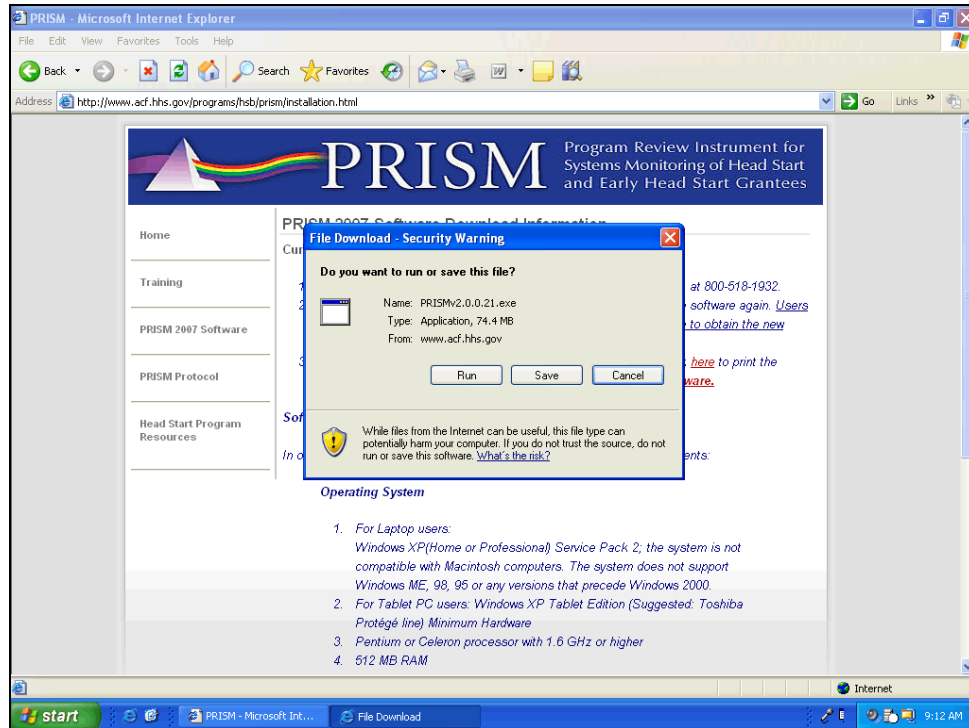 PRISM - Microsoft Internet Explorer
File Edit View Favorites Tools Help
Back Search Favorites
Address http://www.acf.hhs.gov/programs/hsb/prism/installation.html Go Links »
PRISM
Program Review Instrument for
Systems Monitoring of Head Start
and Early Head Start Grantees
Home
Training
PRISM 2007 Software
PRISM Protocol
Head Start Program
Resources
PRISM 2007 Software Download Information
Cur
at 800-518-1932.
software again. Users
to obtain the new
here to print the
ware.
File Download - Security Warning
Do you want to run or save this file?
Name: PRISMv2.0.0.21.exe
Type: Application, 74.4 MB
From: www.acf.hhs.gov
Run Save Cancel
While files from the Internet can be useful, this file type can
potentially harm your computer. If you do not trust the source, do not
run or save this software. What's the risk?
Sof
In o
ents:
Operating System
1. For Laptop users:
Windows XP(Home or Professional) Service Pack 2; the system is not
compatible with Macintosh computers. The system does not support
Windows ME, 98, 95 or any versions that precede Windows 2000.
2. For Tablet PC users: Windows XP Tablet Edition (Suggested: Toshiba
Protégé line) Minimum Hardware
3. Pentium or Celeron processor with 1.6 GHz or higher
4. 512 MB RAM
Internet
start PRISM - Microsoft Int... File Download 9:12 AM